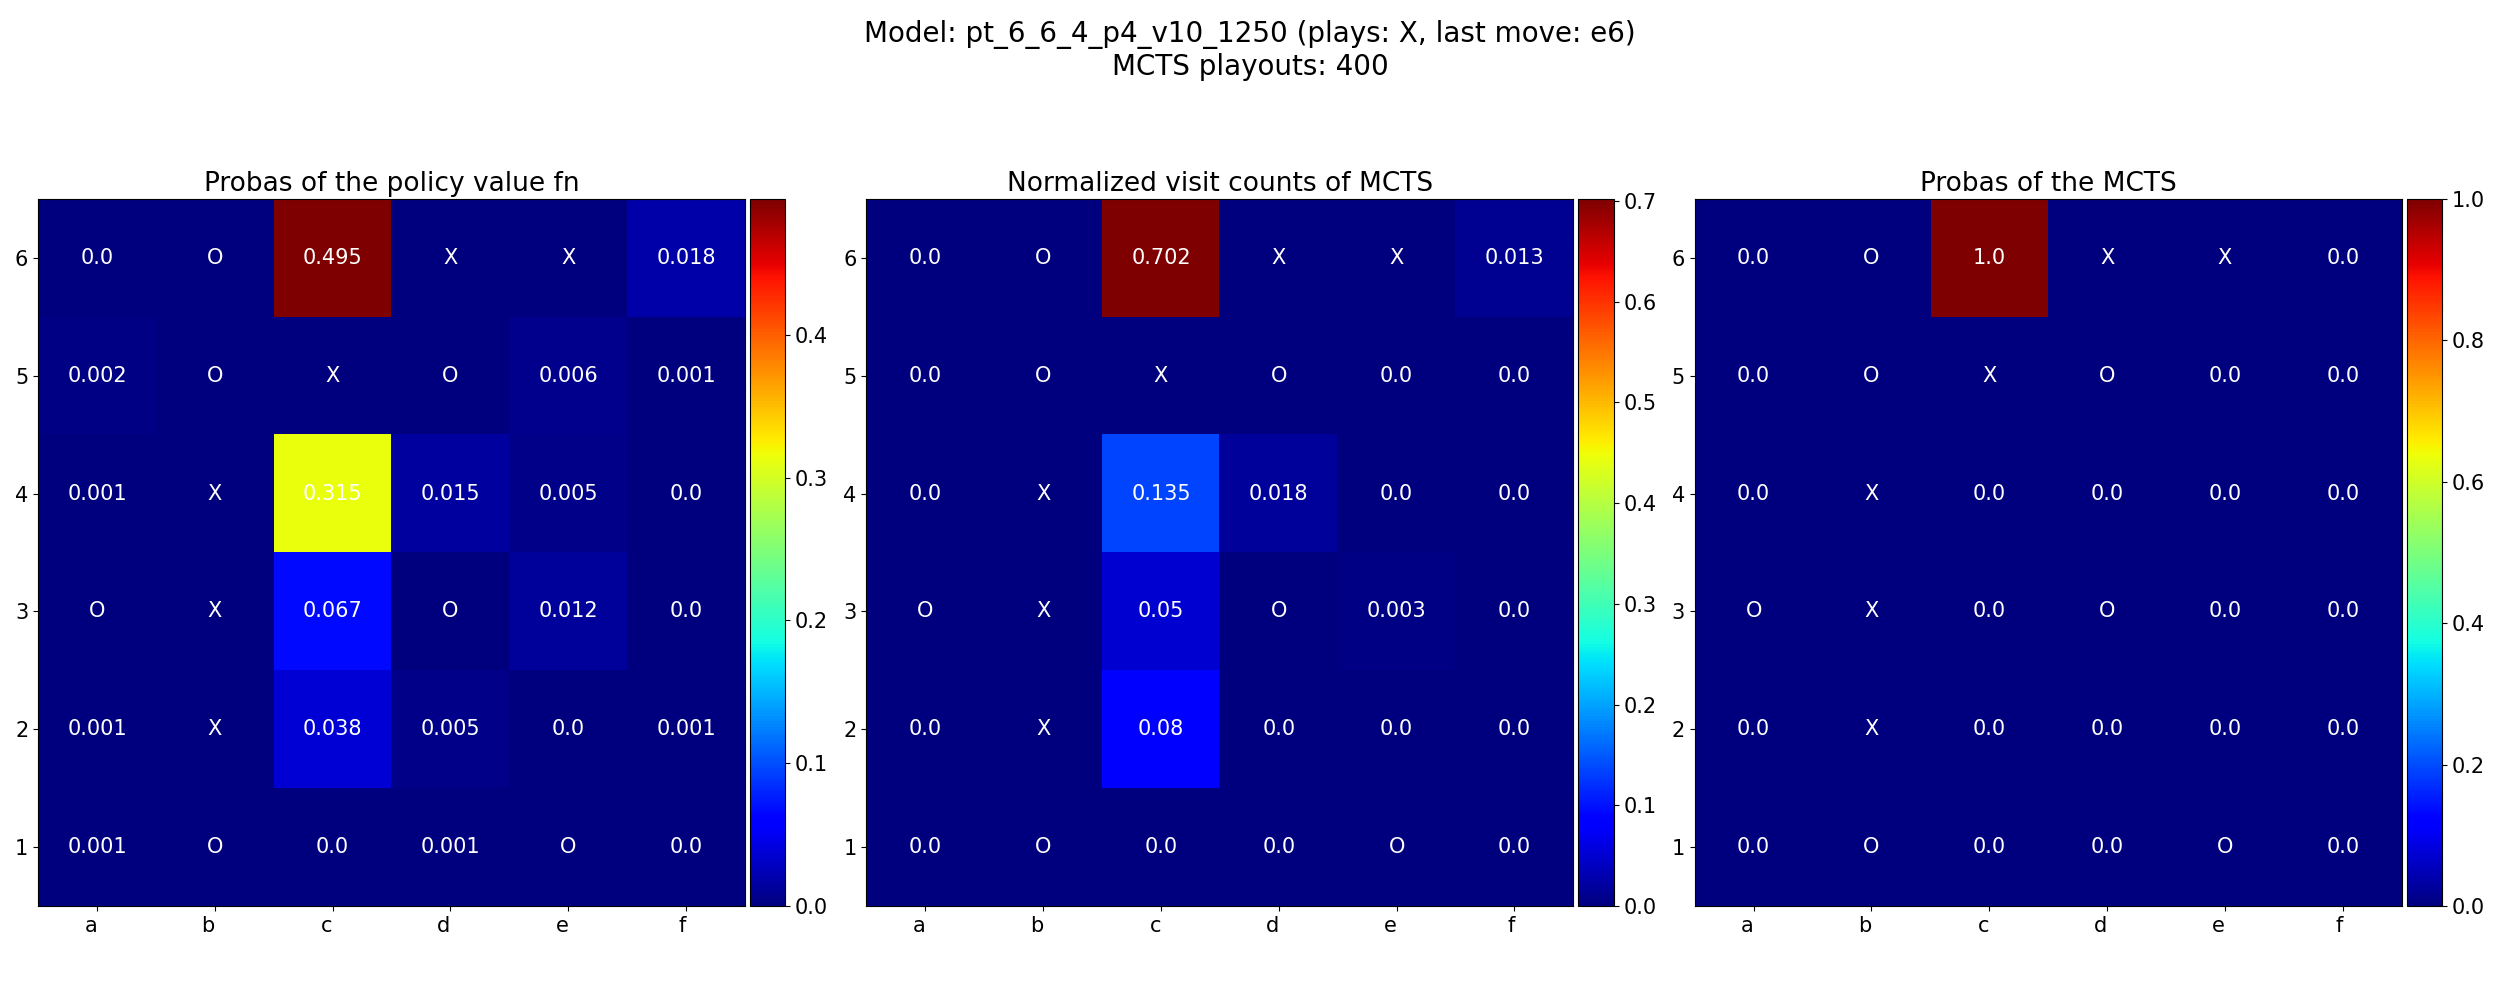 Model: pt_6_6_4_p4_v10_1250 (plays: X, last move: e6)
MCTS playouts: 400
Probas of the policy value fn
6 0.0 O 0.495 X X 0.018
5 0.002 O X O 0.006 0.001
4 0.001 X 0.315 0.015 0.005 0.0
3 O X 0.067 O 0.012 0.0
2 0.001 X 0.038 0.005 0.0 0.001
1 0.001 O 0.0 0.001 O 0.0
a b c d e f
0.4
0.3
0.2
0.1
0.0
Normalized visit counts of MCTS
6 0.0 O 0.702 X X 0.013
5 0.0 O X O 0.0 0.0
4 0.0 X 0.135 0.018 0.0 0.0
3 O X 0.05 O 0.003 0.0
2 0.0 X 0.08 0.0 0.0 0.0
1 0.0 O 0.0 0.0 O 0.0
a b c d e f
0.7
0.6
0.5
0.4
0.3
0.2
0.1
0.0
Probas of the MCTS
6 0.0 O 1.0 X X 0.0
5 0.0 O X O 0.0 0.0
4 0.0 X 0.0 0.0 0.0 0.0
3 O X 0.0 O 0.0 0.0
2 0.0 X 0.0 0.0 0.0 0.0
1 0.0 O 0.0 0.0 O 0.0
a b c d e f
1.0
0.8
0.6
0.4
0.2
0.0